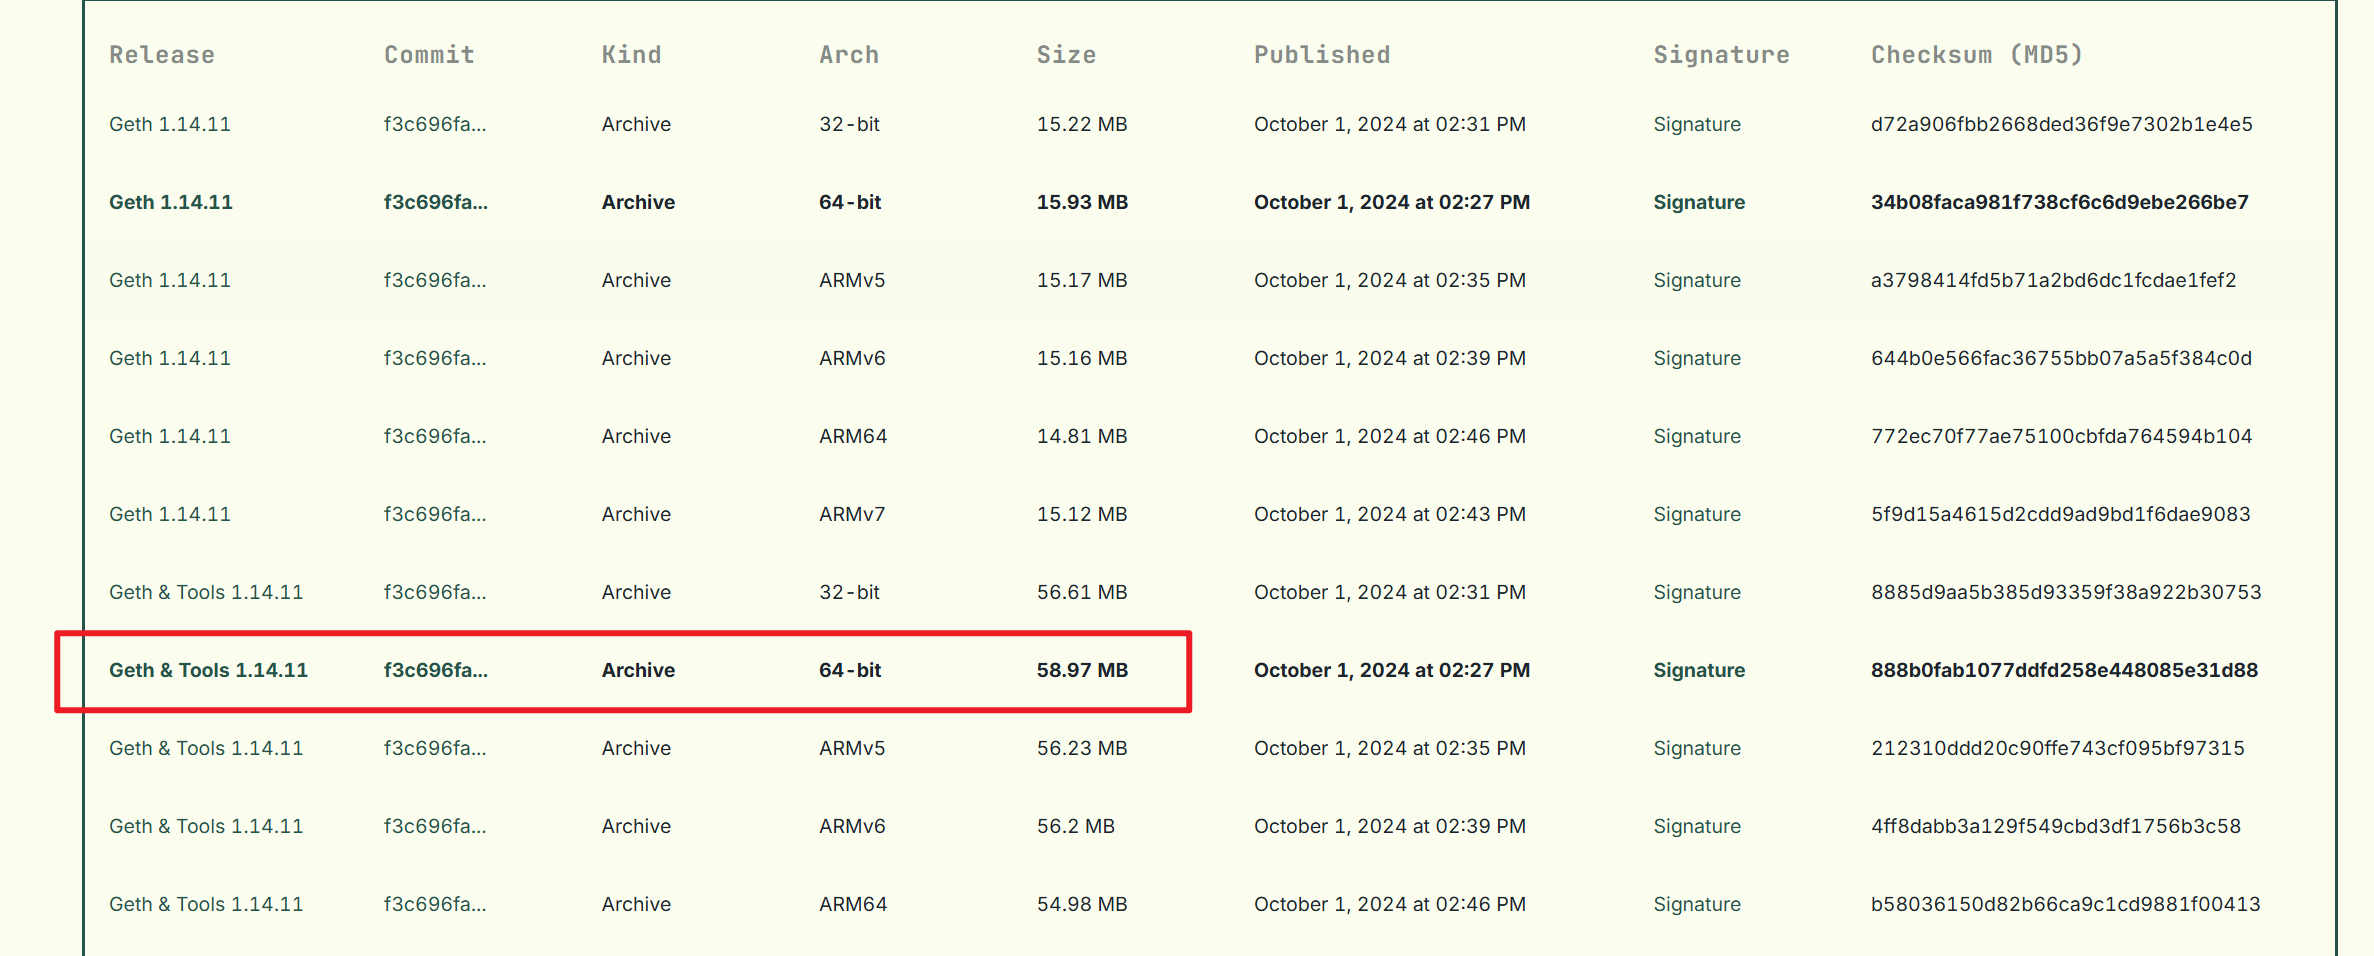 Release Commit Kind Arch Size Published Signature Checksum (MD5)
Geth 1.14.11 f3c696fa... Archive 32-bit 15.22 MB October 1, 2024 at 02:31 PM Signature d72a906fbb2668ded36f9e7302b1e4e5
Geth 1.14.11 f3c696fa... Archive 64-bit 15.93 MB October 1, 2024 at 02:27 PM Signature 34b08faca981f738cf6c6d9ebe266be7
Geth 1.14.11 f3c696fa... Archive ARMv5 15.17 MB October 1, 2024 at 02:35 PM Signature a3798414fd5b71a2bd6dc1fcdae1fef2
Geth 1.14.11 f3c696fa... Archive ARMv6 15.16 MB October 1, 2024 at 02:39 PM Signature 644b0e566fac36755bb07a5a5f384c0d
Geth 1.14.11 f3c696fa... Archive ARM64 14.81 MB October 1, 2024 at 02:46 PM Signature 772ec70f77ae75100cbfda764594b104
Geth 1.14.11 f3c696fa... Archive ARMv7 15.12 MB October 1, 2024 at 02:43 PM Signature 5f9d15a4615d2cdd9ad9bd1f6dae9083
Geth & Tools 1.14.11 f3c696fa... Archive 32-bit 56.61 MB October 1, 2024 at 02:31 PM Signature 8885d9aa5b385d93359f38a922b30753
Geth & Tools 1.14.11 f3c696fa... Archive 64-bit 58.97 MB October 1, 2024 at 02:27 PM Signature 888b0fab1077ddfd258e448085e31d88
Geth & Tools 1.14.11 f3c696fa... Archive ARMv5 56.23 MB October 1, 2024 at 02:35 PM Signature 212310ddd20c90ffe743cf095bf97315
Geth & Tools 1.14.11 f3c696fa... Archive ARMv6 56.2 MB October 1, 2024 at 02:39 PM Signature 4ff8dabb3a129f549cbd3df1756b3c58
Geth & Tools 1.14.11 f3c696fa... Archive ARM64 54.98 MB October 1, 2024 at 02:46 PM Signature b58036150d82b66ca9c1cd9881f00413